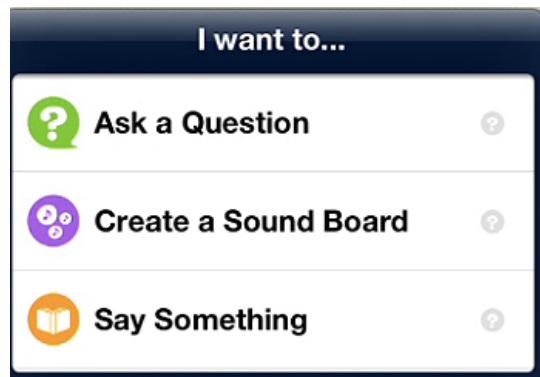 I want to...
Ask a Question
Create a Sound Board
Say Something